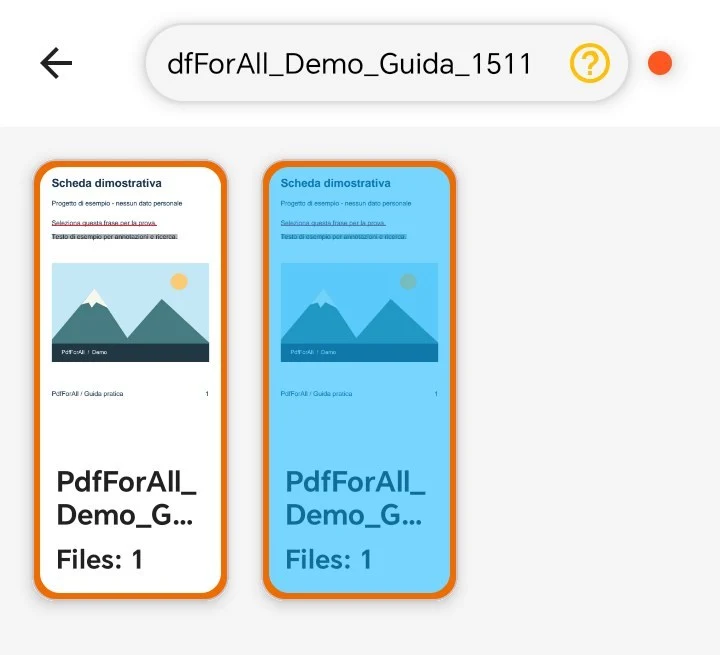 dfForAll_Demo_Guida_1511
Scheda dimostrativa
Progetto di esempio - nessun dato personale
Seleziona questa frase per la prova.
Testo di esempio per annotazioni e ricerca.
PdfForAll / Demo
PdfForAll / Guida pratica 1
PdfForAll_
Demo_G...
Files: 1
Scheda dimostrativa
Progetto di esempio - nessun dato personale
Seleziona questa frase per la prova.
Testo di esempio per annotazioni e ricerca.
PdfForAll / Demo
PdfForAll / Guida pratica 1
PdfForAll_
Demo_G...
Files: 1